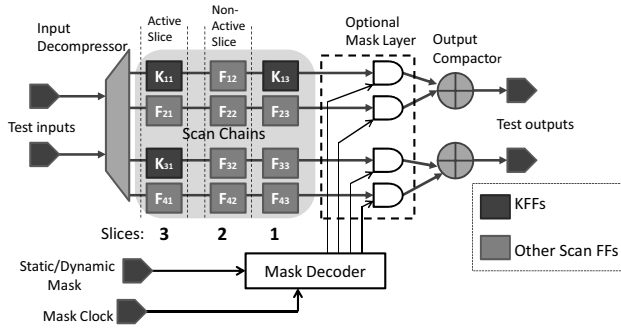 Input
Decompressor
Active
Slice
Non-
Active
Slice
Optional
Mask Layer
Output
Compactor
K11 F12 K13
F21 F22 F23
Test inputs
Scan Chains
Test outputs
K31 F32 F33
F41 F42 F43
Slices: 3 2 1
KFFs
Other Scan FFs
Static/Dynamic
Mask
Mask Decoder
Mask Clock